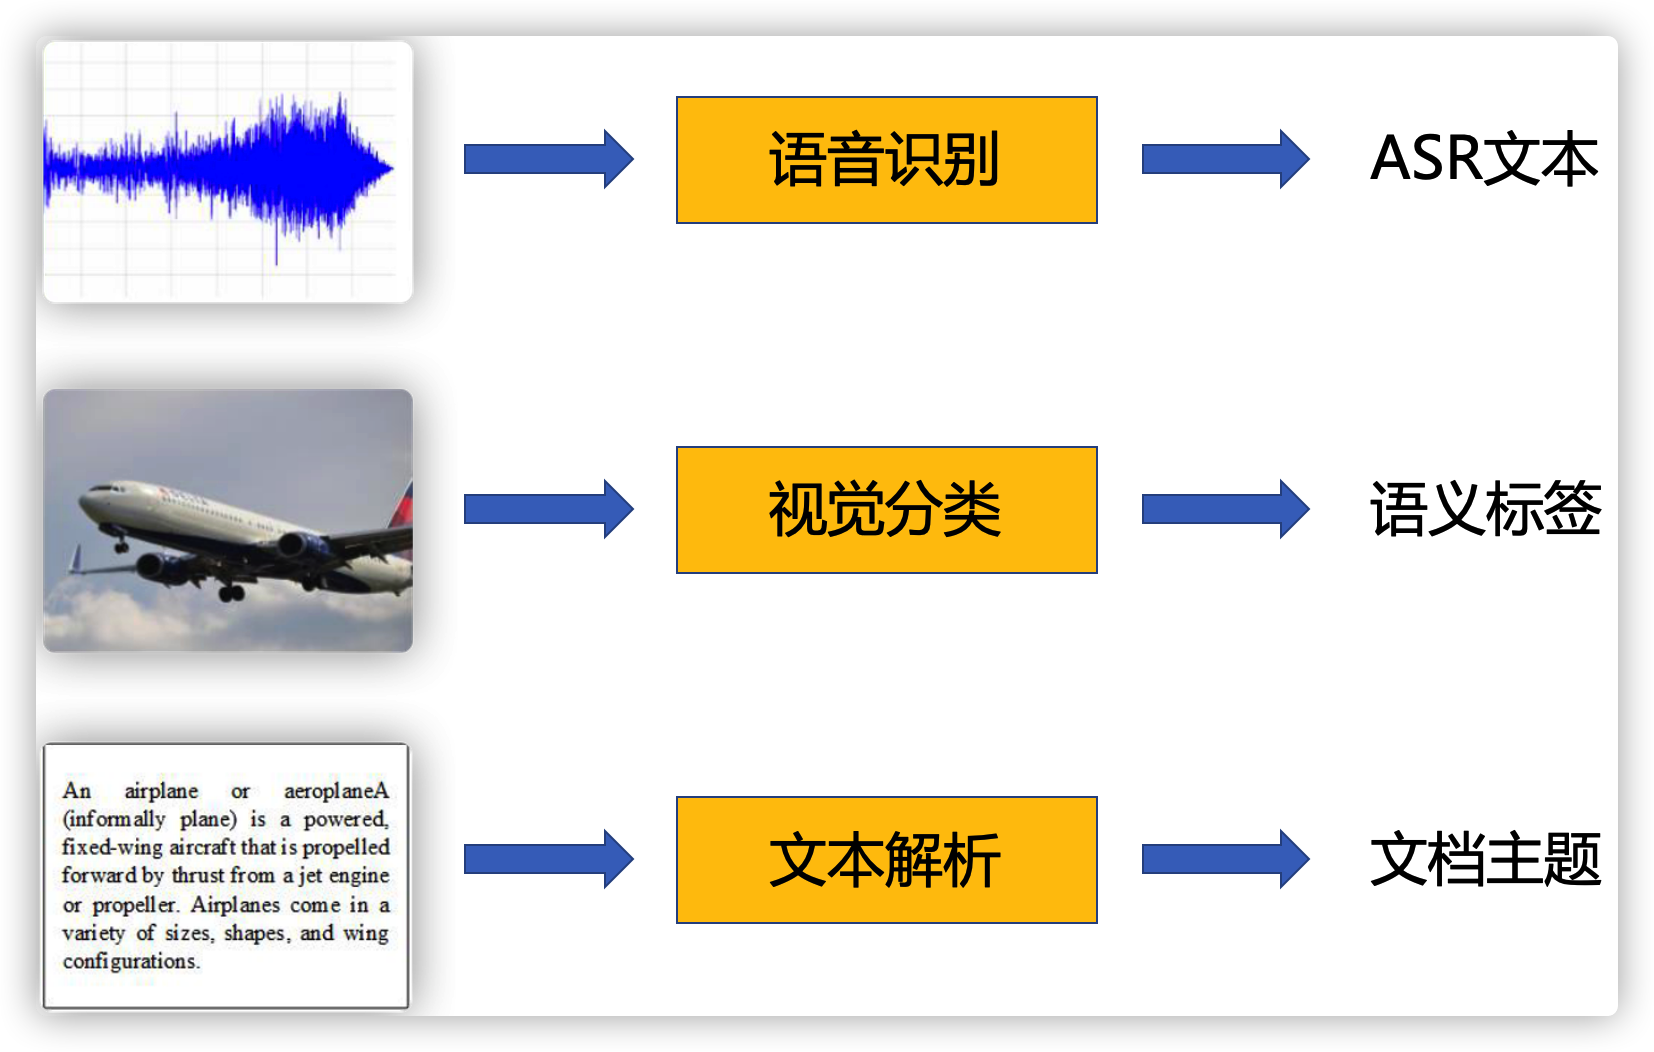 语音识别
ASR文本
DELTA
视觉分类
语义标签
An airplane or aeroplaneA
(informally plane) is a powered,
fixed-wing aircraft that is propelled
forward by thrust from a jet engine
or propeller. Airplanes come in a
variety of sizes, shapes, and wing
configurations.
文本解析
文档主题